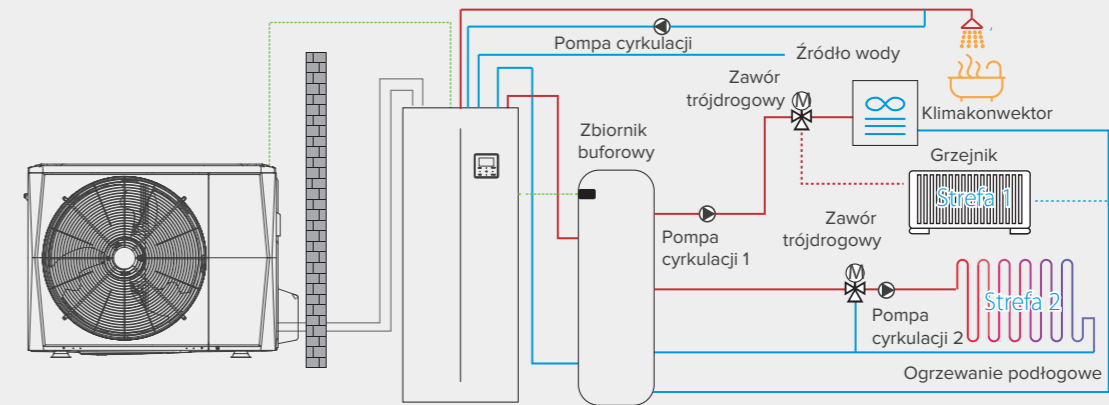 Pompa cyrkulacji
Źródło wody
Zawór
trójdrogowy
M
Klimakonwektor
Zbiornik
buforowy
Grzejnik
Strefa 1
Pompa
cyrkulacji 1
Zawór
trójdrogowy
M
Strefa 2
Pompa
cyrkulacji 2
Ogrzewanie podłogowe